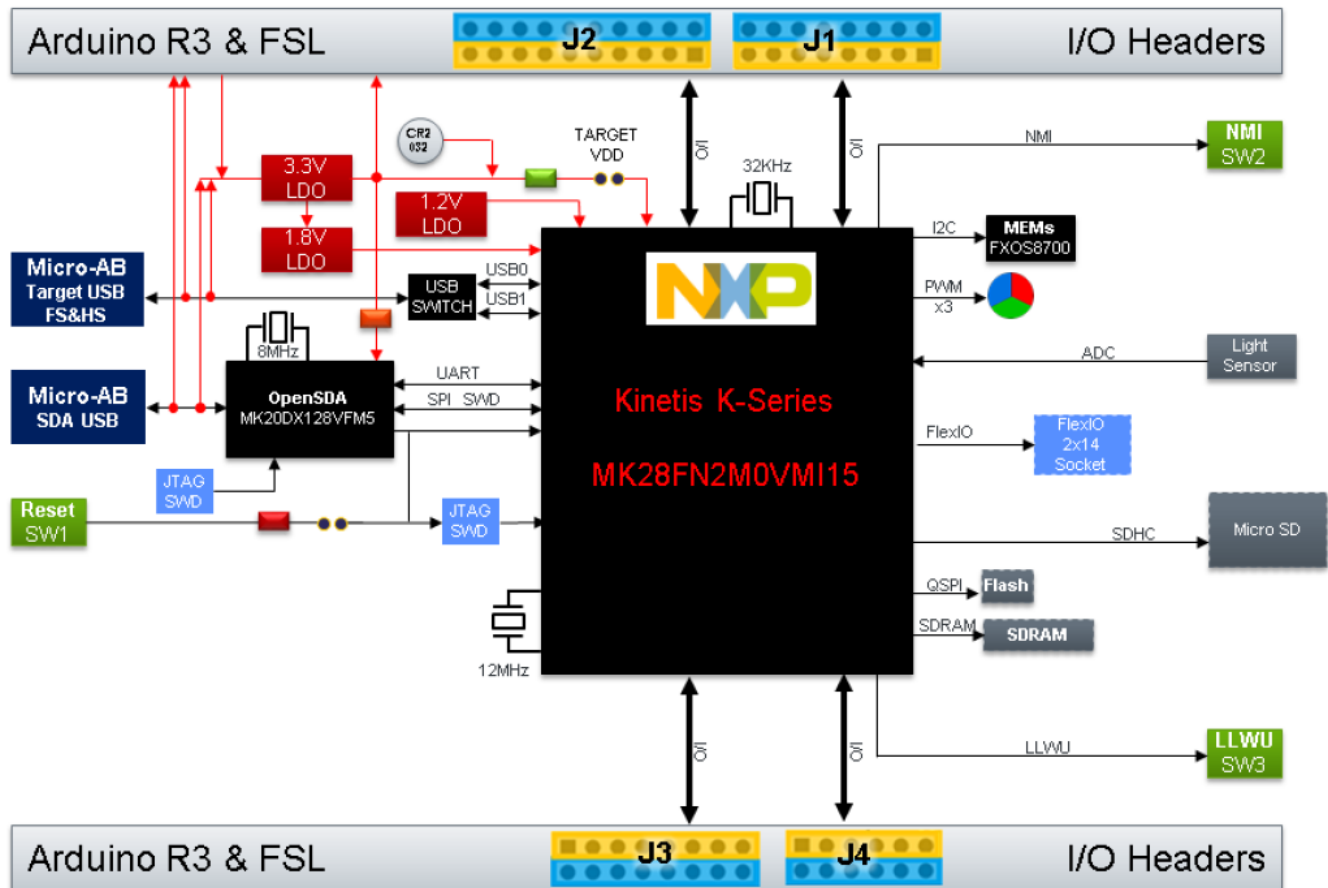 Arduino R3 & FSL
J2
J1
I/O Headers
CR2
032
TARGET
VDD
I/O
I/O
NMI
NMI
SW2
3.3V
LDO
32KHz
1.2V
LDO
1.8V
LDO
I2C
MEMs
FXOS8700
Micro-AB
Target USB
FS&HS
USB
SWITCH
USB0
USB1
NXP
PWM
x3
8MHz
ADC
Light
Sensor
Micro-AB
SDA USB
OpenSDA
MK20DX128VFM5
UART
SPI SWD
Kinetis K-Series
MK28FN2M0VMI15
FlexIO
FlexIO
2x14
Socket
JTAG
SWD
Reset
SW1
JTAG
SWD
SDHC
Micro SD
QSPI
Flash
SDRAM
SDRAM
12MHz
I/O
I/O
LLWU
LLWU
SW3
Arduino R3 & FSL
J3
J4
I/O Headers